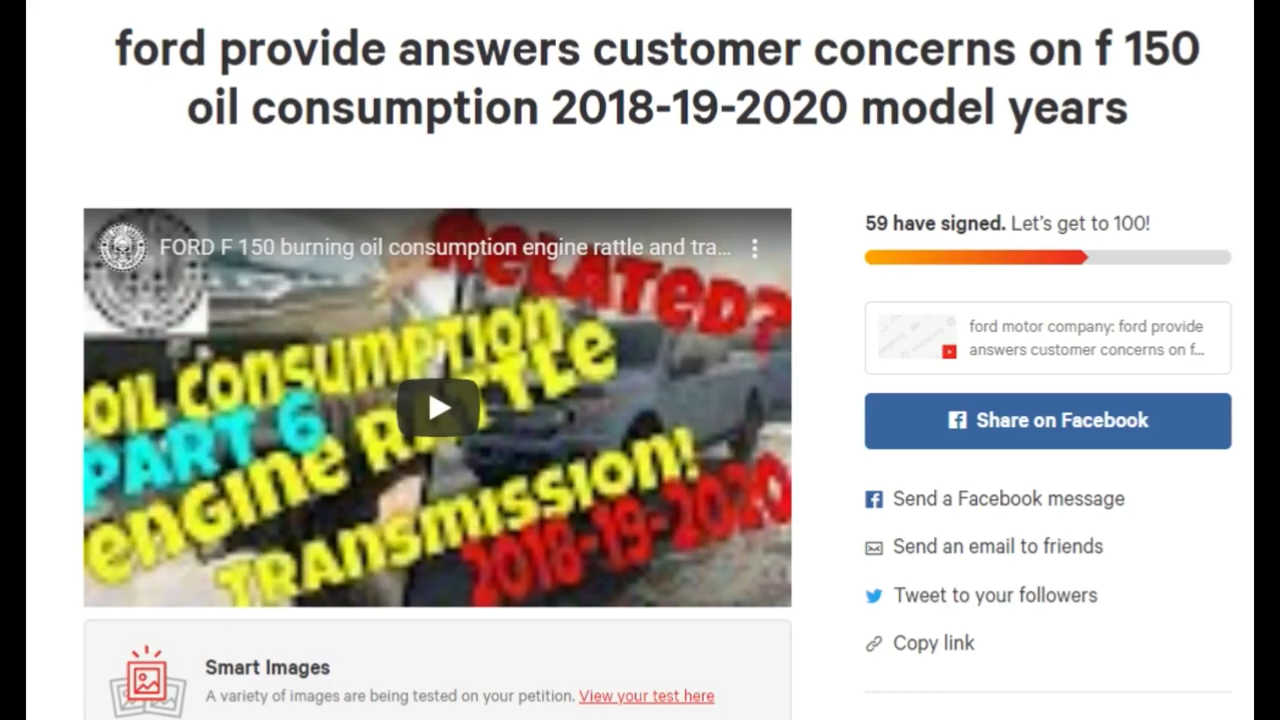 ford provide answers customer concerns on f 150
oil consumption 2018-19-2020 model years
FORD F 150 burning oil consumption engine rattle and tra...
RELATED?
OIL CONSUMPTION
PART 6
ENGINE RATTLE
TRANSMISSION!
2018-19-2020
59 have signed. Let's get to 100!
ford motor company: ford provide
answers customer concerns on f...
Share on Facebook
Send a Facebook message
Send an email to friends
Tweet to your followers
Copy link
Smart Images
A variety of images are being tested on your petition. View your test here